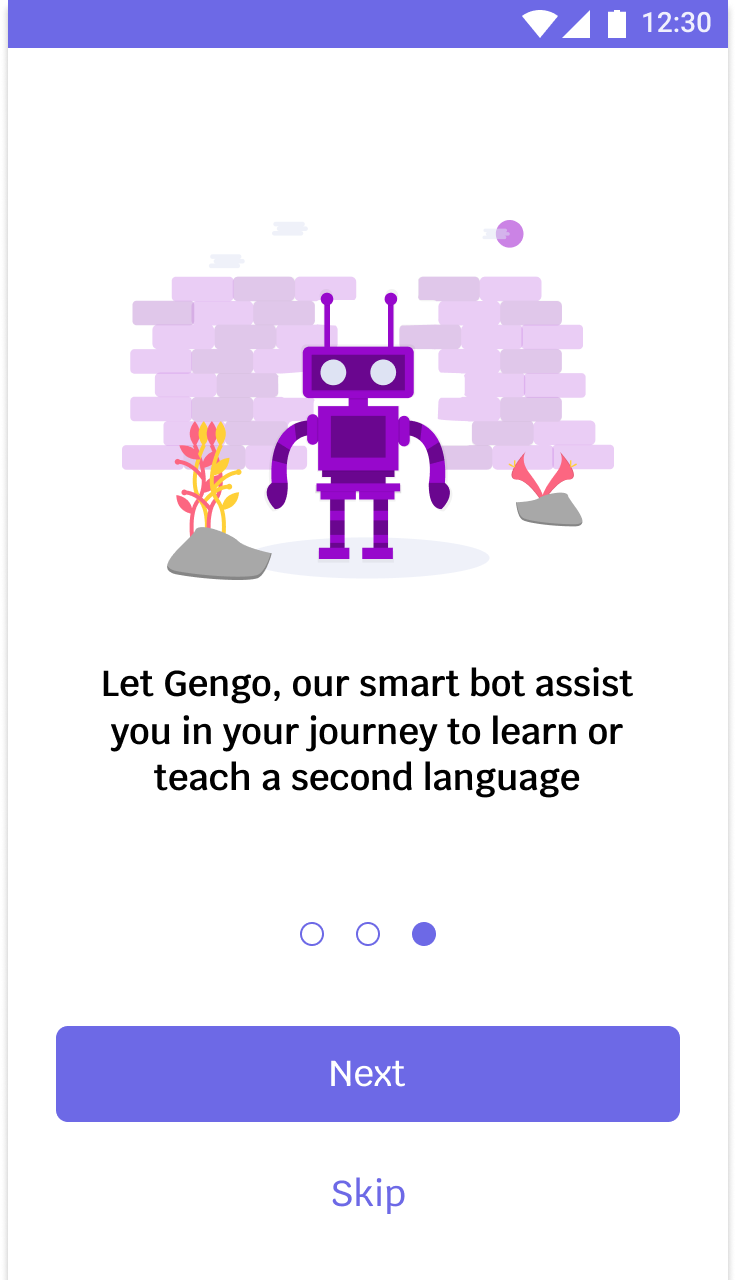 12:30
Let Gengo, our smart bot assist
you in your journey to learn or
teach a second language
Next
Skip